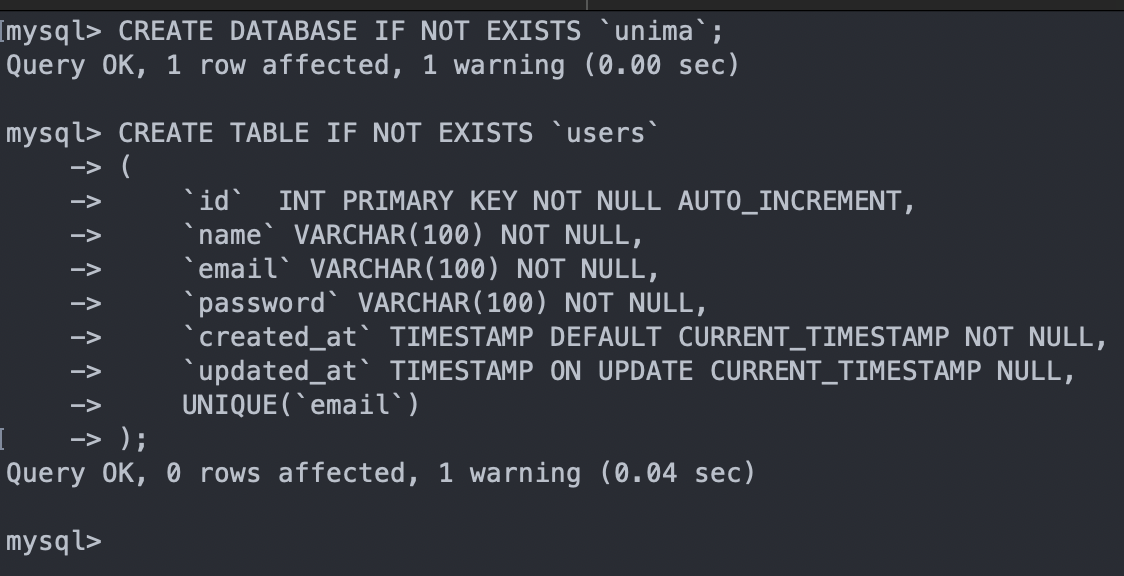 mysql> CREATE DATABASE IF NOT EXISTS `unima`;
Query OK, 1 row affected, 1 warning (0.00 sec)

mysql> CREATE TABLE IF NOT EXISTS `users`
    -> (
    ->     `id`  INT PRIMARY KEY NOT NULL AUTO_INCREMENT,
    ->     `name` VARCHAR(100) NOT NULL,
    ->     `email` VARCHAR(100) NOT NULL,
    ->     `password` VARCHAR(100) NOT NULL,
    ->     `created_at` TIMESTAMP DEFAULT CURRENT_TIMESTAMP NOT NULL,
    ->     `updated_at` TIMESTAMP ON UPDATE CURRENT_TIMESTAMP NULL,
    ->     UNIQUE(`email`)
    -> );
Query OK, 0 rows affected, 1 warning (0.04 sec)

mysql>